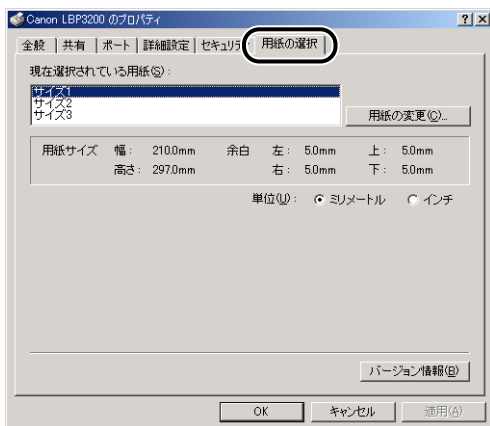 Canon LBP3200 のプロパティ
全般 共有 ポート 詳細設定 セキュリティ 用紙の選択
現在選択されている用紙(S):
サイズ1
サイズ2
サイズ3
用紙の変更(C)...
用紙サイズ 幅: 210.0mm 余白 左: 5.0mm 上: 5.0mm
高さ: 297.0mm 右: 5.0mm 下: 5.0mm
単位(U): ミリメートル インチ
バージョン情報(B)
OK キャンセル 適用(A)